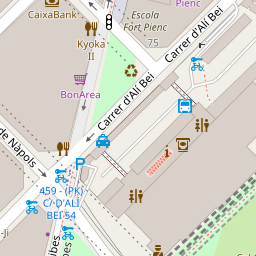 CaixaBank
Escola
Fort Pienc
Pienc
75
Kyoka
II
BonArea
Carrer d'Alí Bei
Carrer d'Alí Bei
de Nàpols
459 - (PK)
C/ D'ALÍ
BEI 54
i